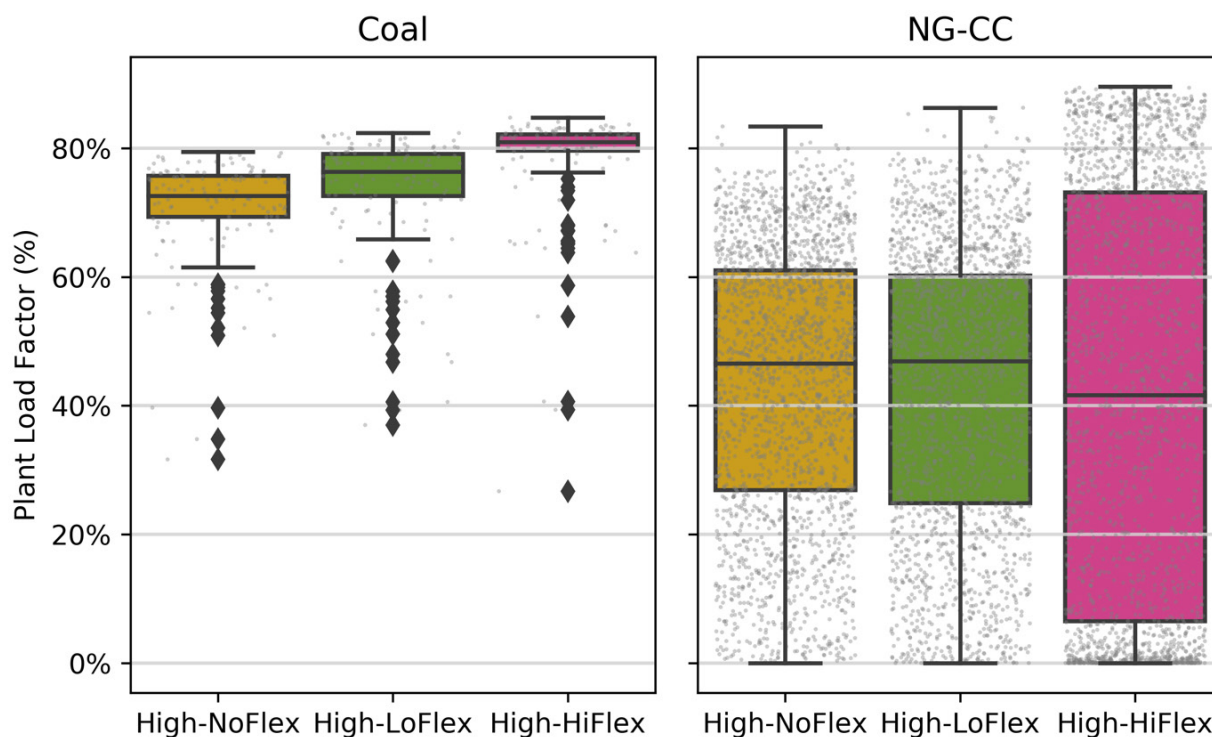 Coal
NG-CC
Plant Load Factor (%)
80%
60%
40%
20%
0%
High-NoFlex
High-LoFlex
High-HiFlex
High-NoFlex
High-LoFlex
High-HiFlex